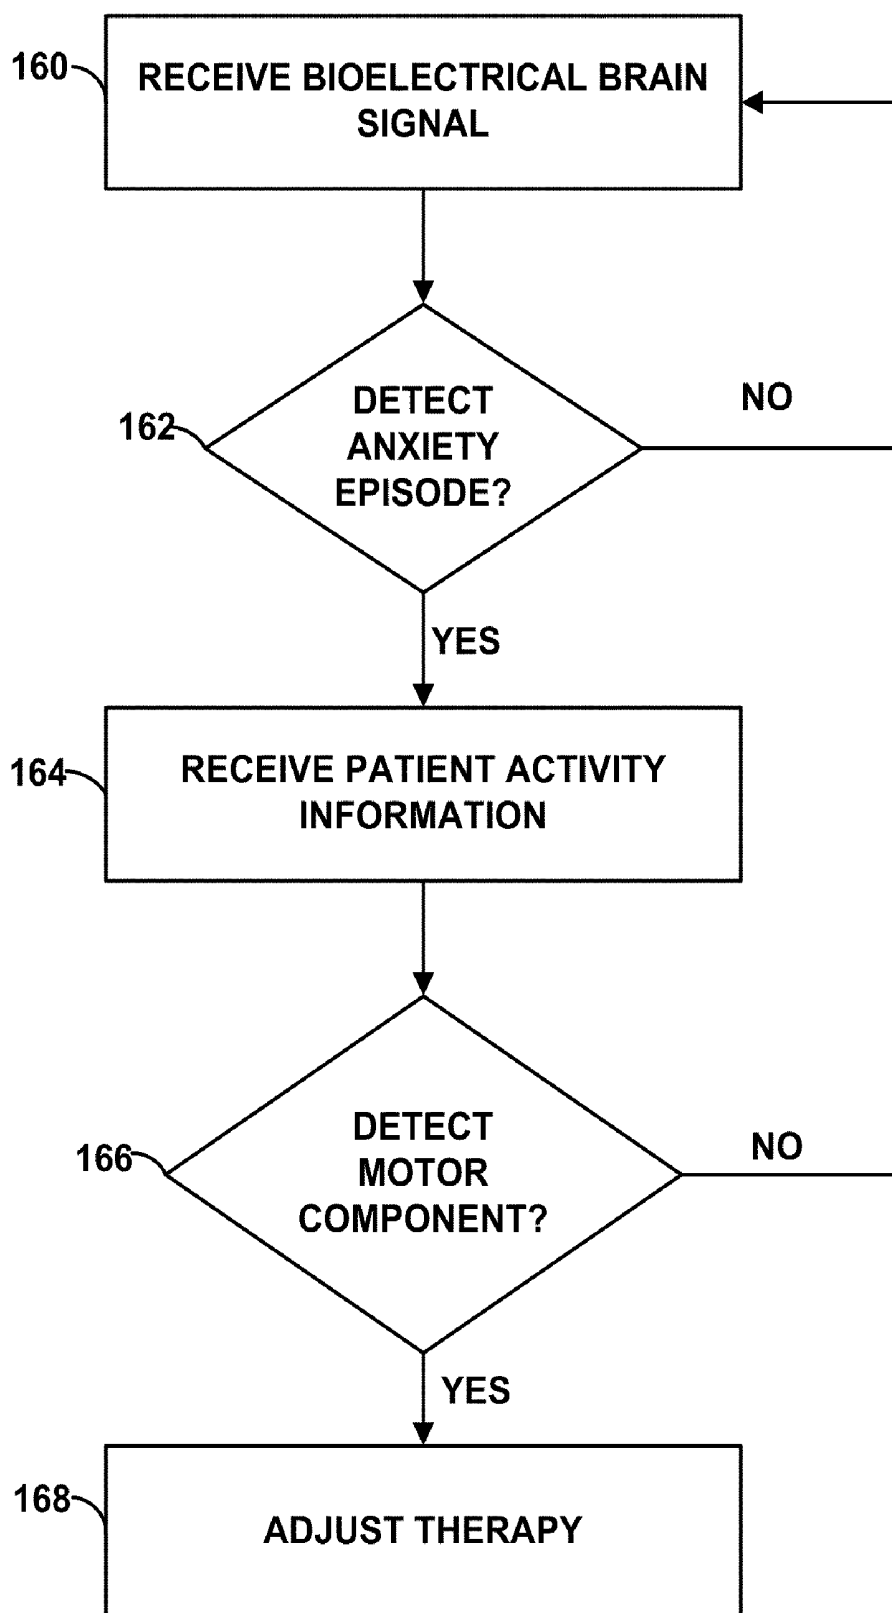 160
RECEIVE BIOELECTRICAL BRAIN
SIGNAL
162
DETECT
ANXIETY
EPISODE?
NO
YES
164
RECEIVE PATIENT ACTIVITY
INFORMATION
166
DETECT
MOTOR
COMPONENT?
NO
YES
168
ADJUST THERAPY